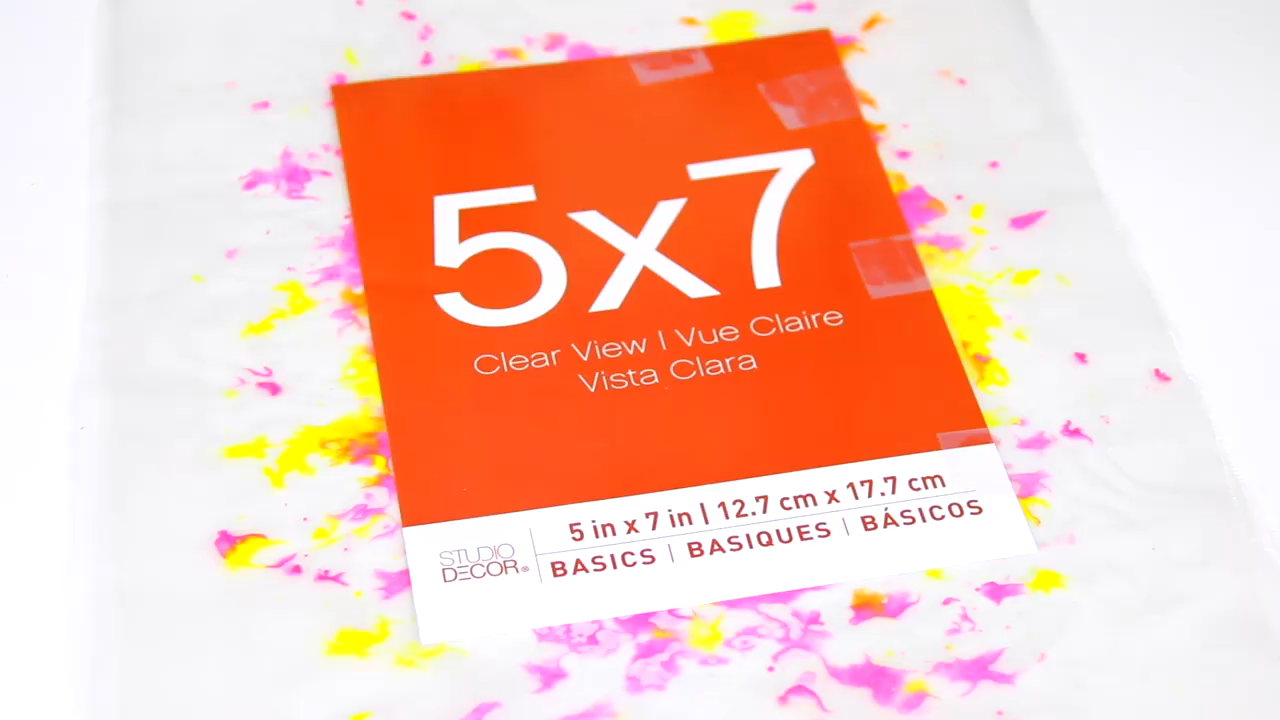 5x7
Clear View | Vue Claire
Vista Clara
5 in x 7 in | 12.7 cm x 17.7 cm
BASICS | BASIQUES | BÁSICOS
STUDIO
DECOR®